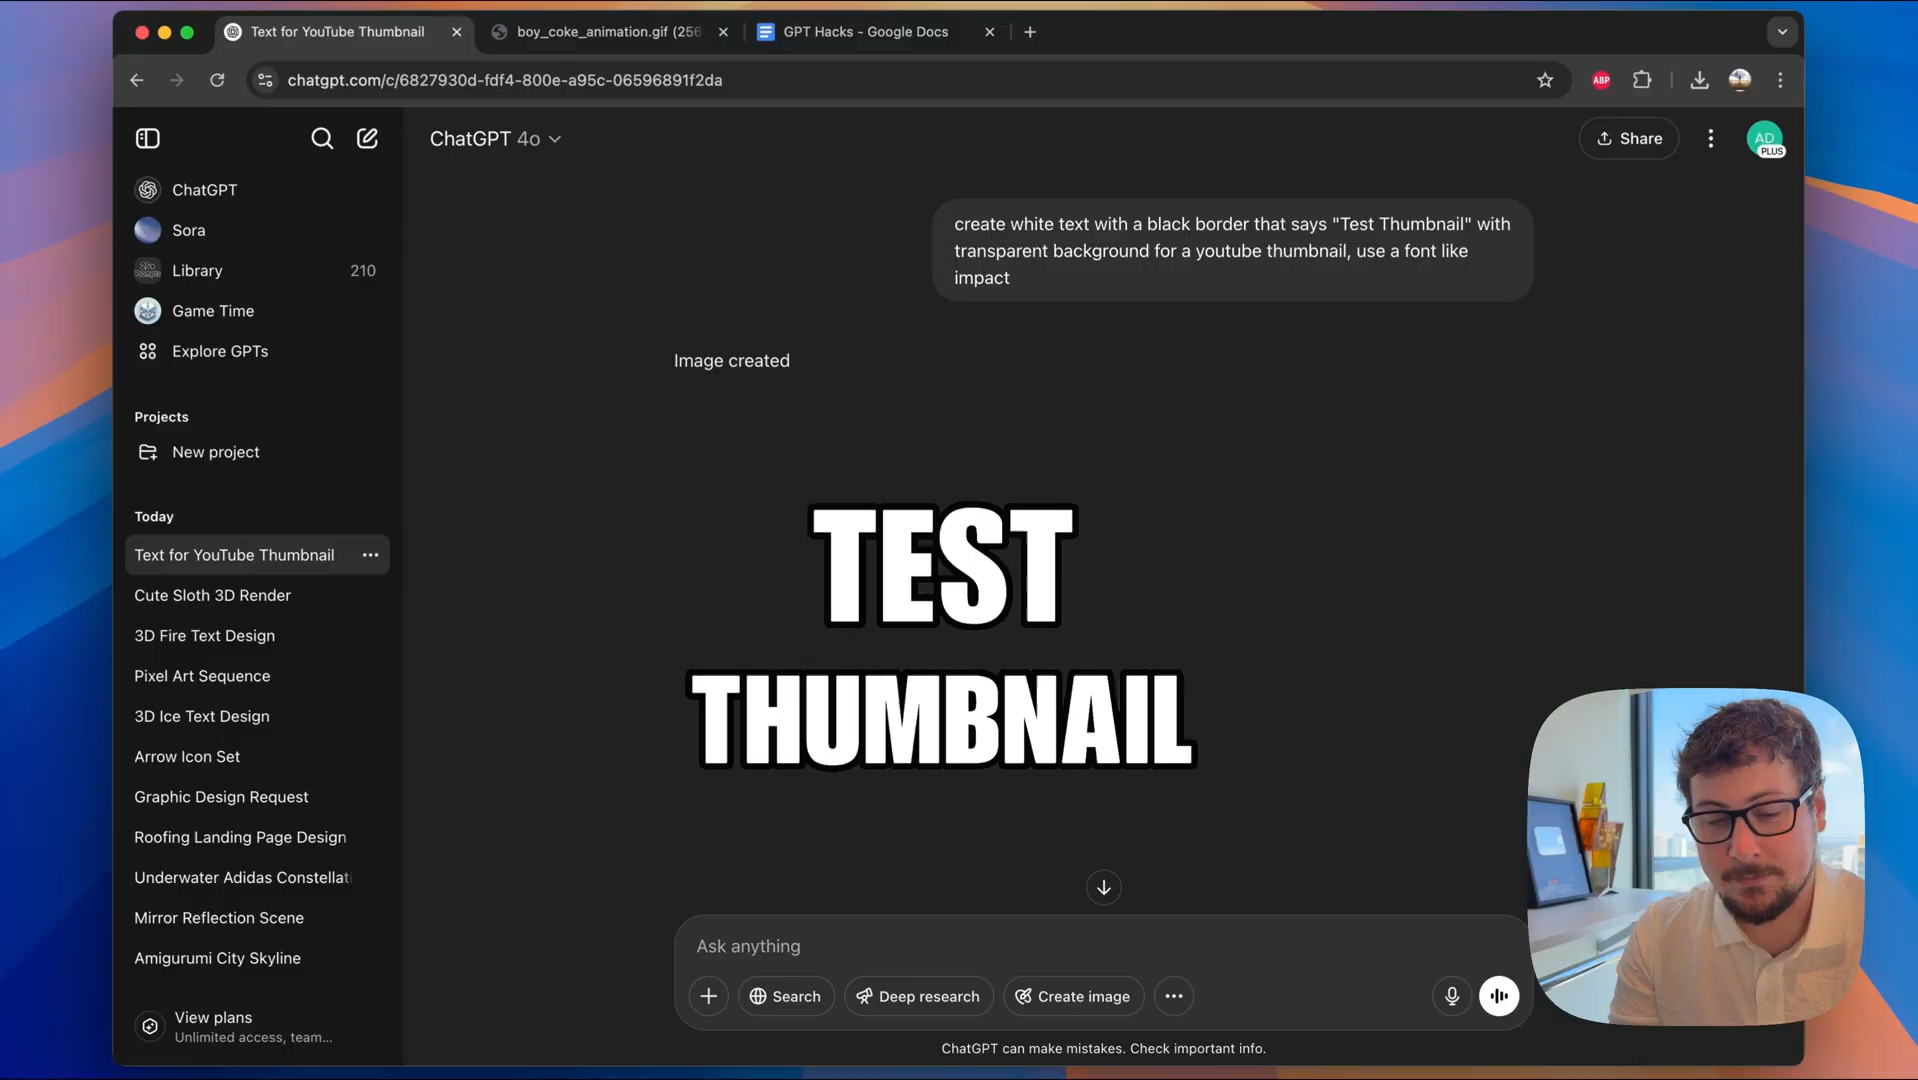 Text for YouTube Thumbnail
boy_coke_animation.gif (256
GPT Hacks - Google Docs
chatgpt.com/c/6827930d-fdf4-800e-a95c-06596891f2da
ABP
ChatGPT 4o
Share
AD
PLUS
ChatGPT
Sora
Library 210
Game Time
Explore GPTs
Projects
New project
Today
Text for YouTube Thumbnail
Cute Sloth 3D Render
3D Fire Text Design
Pixel Art Sequence
3D Ice Text Design
Arrow Icon Set
Graphic Design Request
Roofing Landing Page Design
Underwater Adidas Constellati
Mirror Reflection Scene
Amigurumi City Skyline
View plans
Unlimited access, team...
create white text with a black border that says "Test Thumbnail" with
transparent background for a youtube thumbnail, use a font like
impact
Image created
TEST
THUMBNAIL
Ask anything
Search
Deep research
Create image
ChatGPT can make mistakes. Check important info.